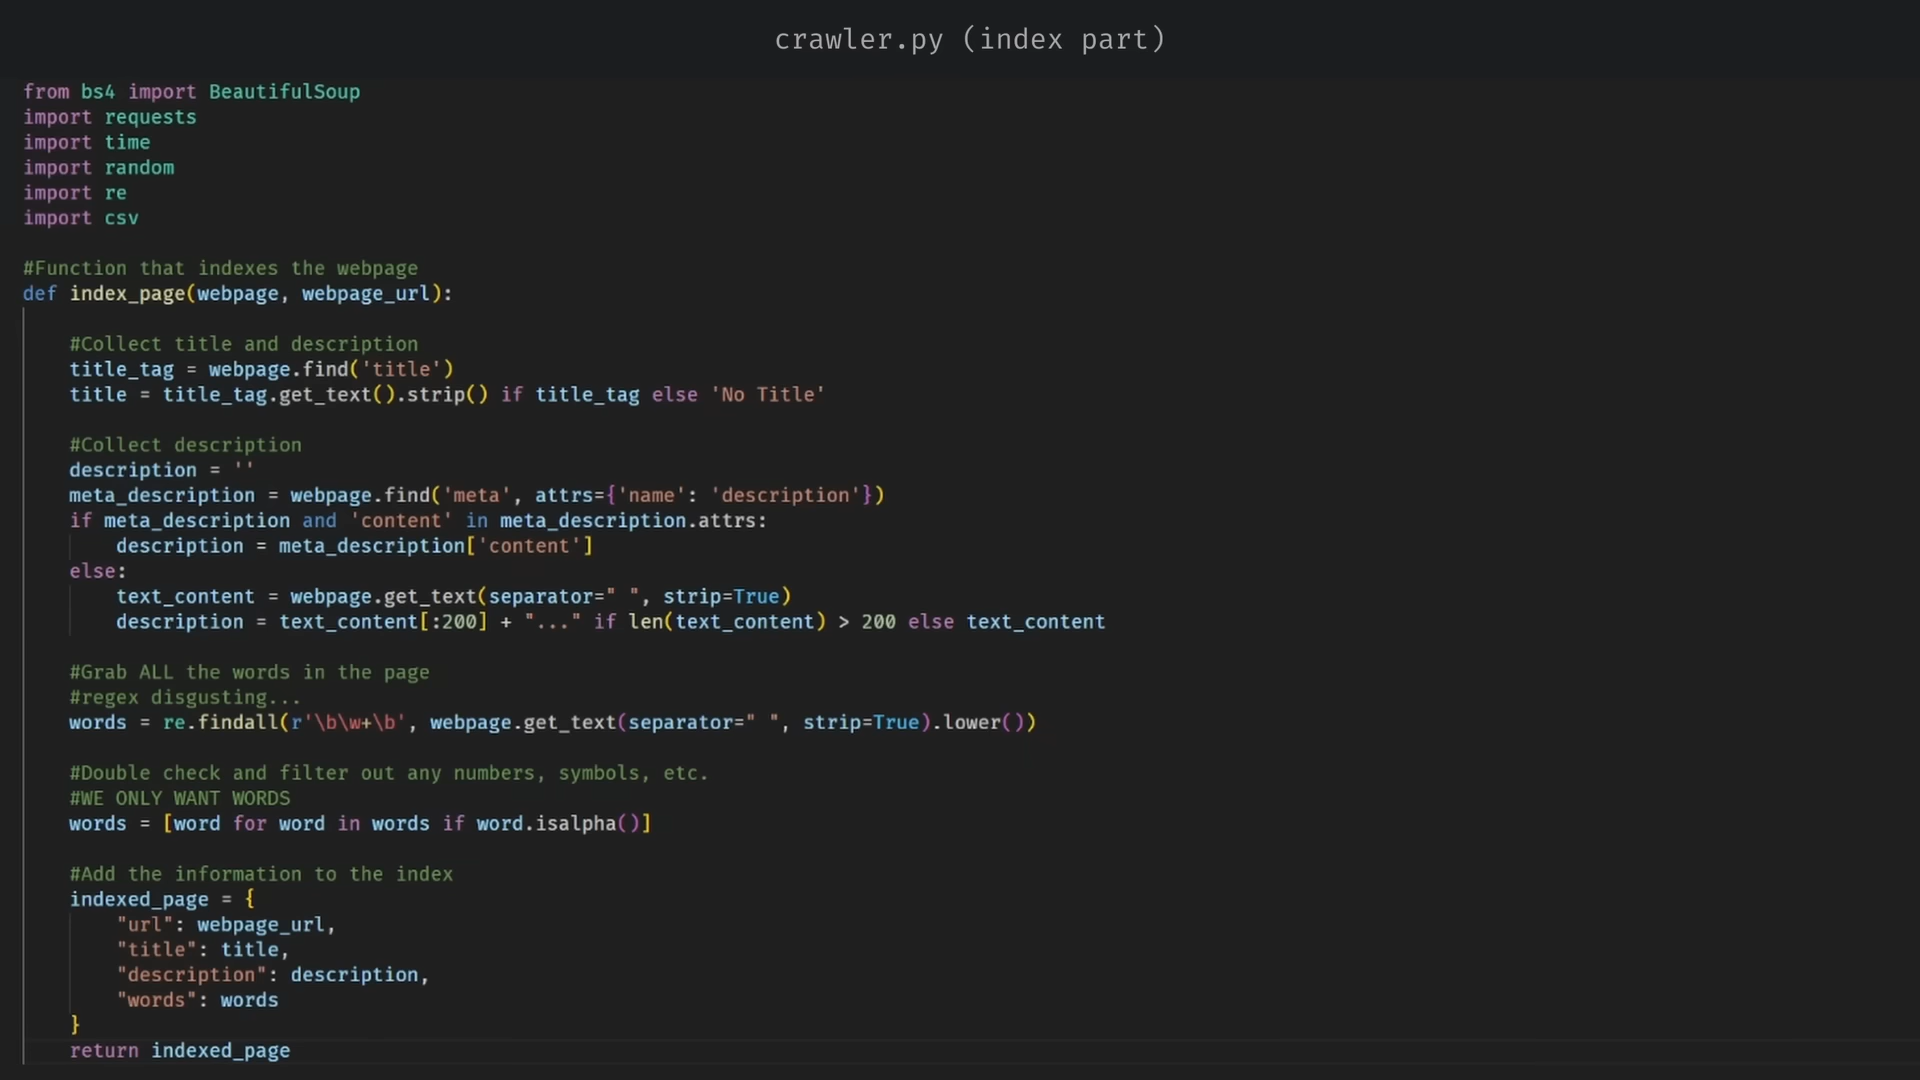 crawler.py (index part)
from bs4 import BeautifulSoup
import requests
import time
import random
import re
import csv
#Function that indexes the webpage
def index_page(webpage, webpage_url):
#Collect title and description
title_tag = webpage.find('title')
title = title_tag.get_text().strip() if title_tag else 'No Title'
#Collect description
description = ''
meta_description = webpage.find('meta', attrs={'name': 'description'})
if meta_description and 'content' in meta_description.attrs:
description = meta_description['content']
else:
text_content = webpage.get_text(separator=" ", strip=True)
description = text_content[:200] + "..." if len(text_content) > 200 else text_content
#Grab ALL the words in the page
#regex disgusting...
words = re.findall(r'\b\w+\b', webpage.get_text(separator=" ", strip=True).lower())
#Double check and filter out any numbers, symbols, etc.
#WE ONLY WANT WORDS
words = [word for word in words if word.isalpha()]
#Add the information to the index
indexed_page = {
"url": webpage_url,
"title": title,
"description": description,
"words": words
}
return indexed_page